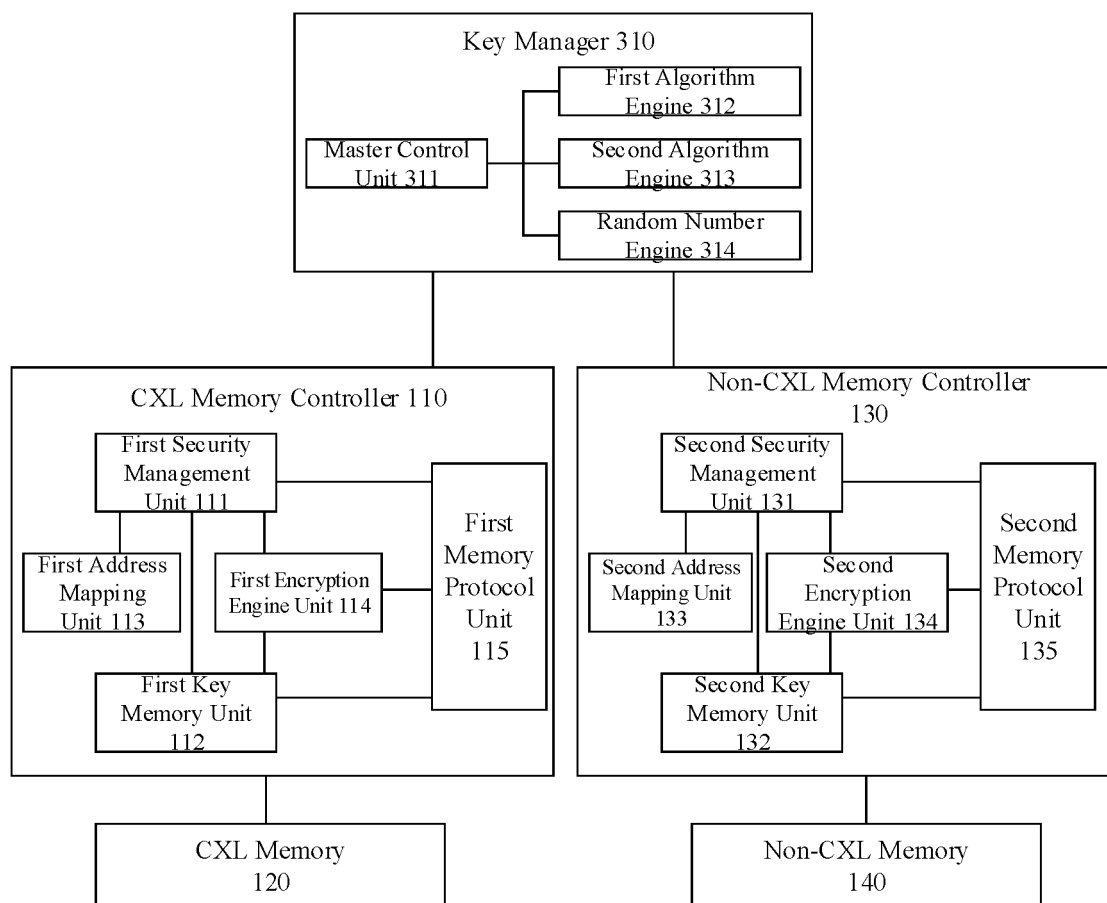 Key Manager 310
First Algorithm
Engine 312
Master Control
Unit 311
Second Algorithm
Engine 313
Random Number
Engine 314
CXL Memory Controller 110
First Security
Management
Unit 111
First Address
Mapping
Unit 113
First Encryption
Engine Unit 114
First
Memory
Protocol
Unit
115
First Key
Memory Unit
112
Non-CXL Memory Controller
130
Second Security
Management
Unit 131
Second Address
Mapping Unit
133
Second
Encryption
Engine Unit 134
Second
Memory
Protocol
Unit
135
Second Key
Memory Unit
132
CXL Memory
120
Non-CXL Memory
140